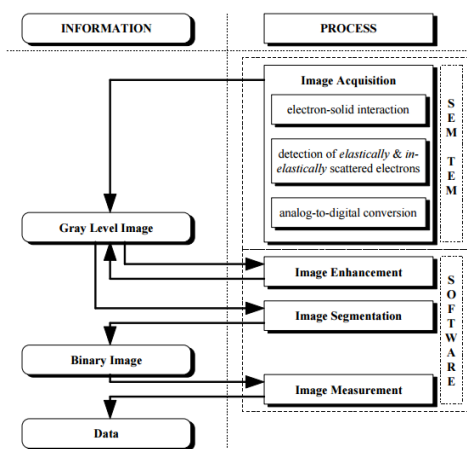 INFORMATION
PROCESS
Image Acquisition
electron-solid interaction
detection of elastically & in-
elastically scattered electrons
analog-to-digital conversion
SEM TEM
Gray Level Image
Image Enhancement
Image Segmentation
Binary Image
Image Measurement
Data
SOFTWARE